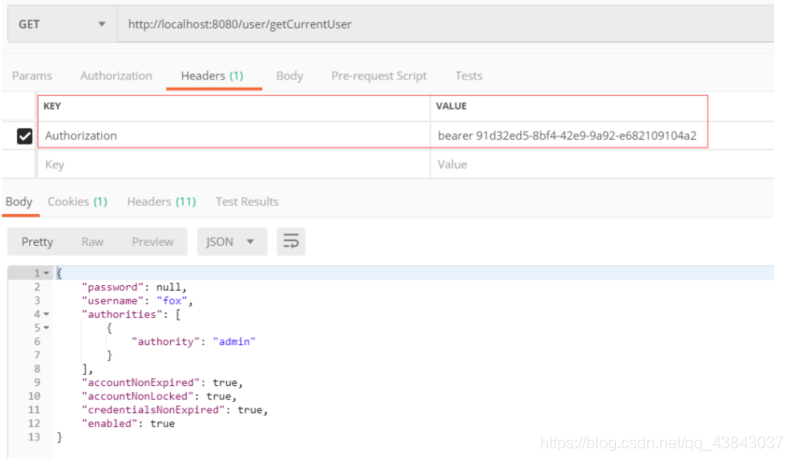 GET http://localhost:8080/user/getCurrentUser
Params Authorization Headers (1) Body Pre-request Script Tests
KEY VALUE
Authorization bearer 91d32ed5-8bf4-42e9-9a92-e682109104a2
Key Value
Body Cookies (1) Headers (11) Test Results
Pretty Raw Preview JSON
1 {
2 "password": null,
3 "username": "fox",
4 "authorities": [
5 {
6 "authority": "admin"
7 }
8 ],
9 "accountNonExpired": true,
10 "accountNonLocked": true,
11 "credentialsNonExpired": true,
12 "enabled": true
13 }
https://blog.csdn.net/qq_43843037